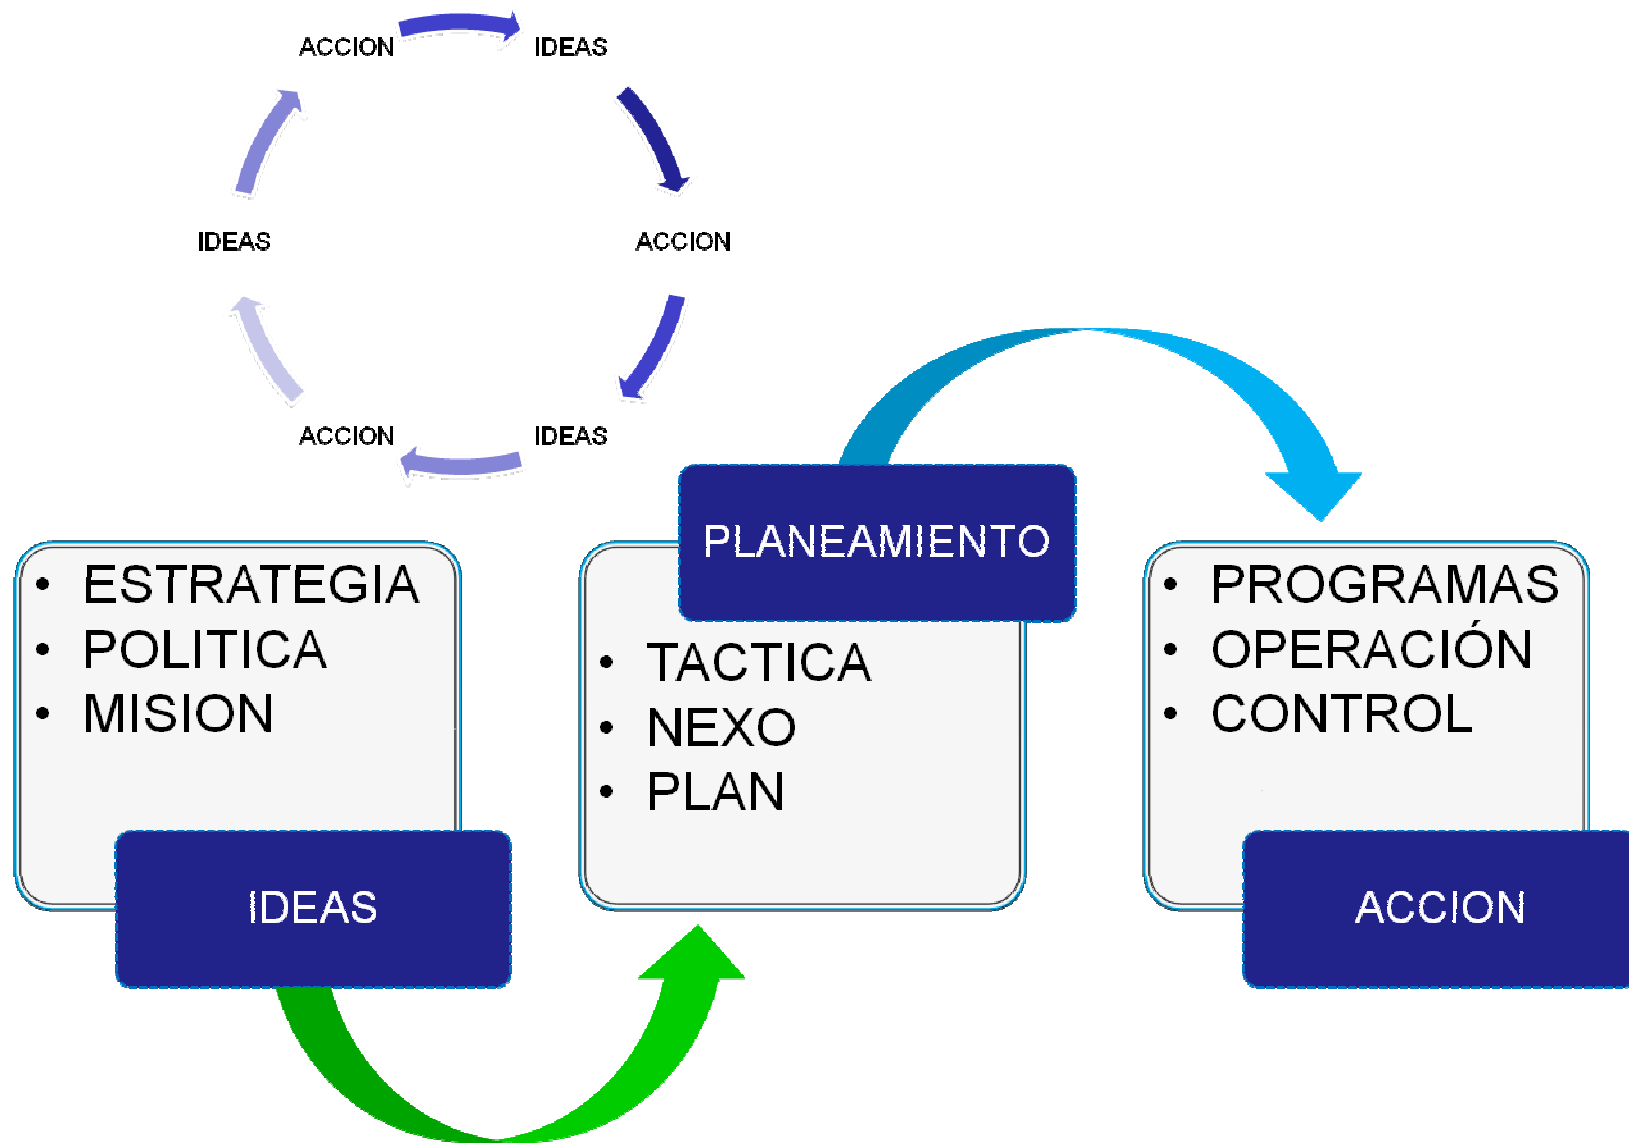 ACCION
IDEAS
ACCION
IDEAS
ACCION
IDEAS
• ESTRATEGIA
• POLITICA
• MISION
IDEAS
PLANEAMIENTO
• TACTICA
• NEXO
• PLAN
• PROGRAMAS
• OPERACIÓN
• CONTROL
ACCION